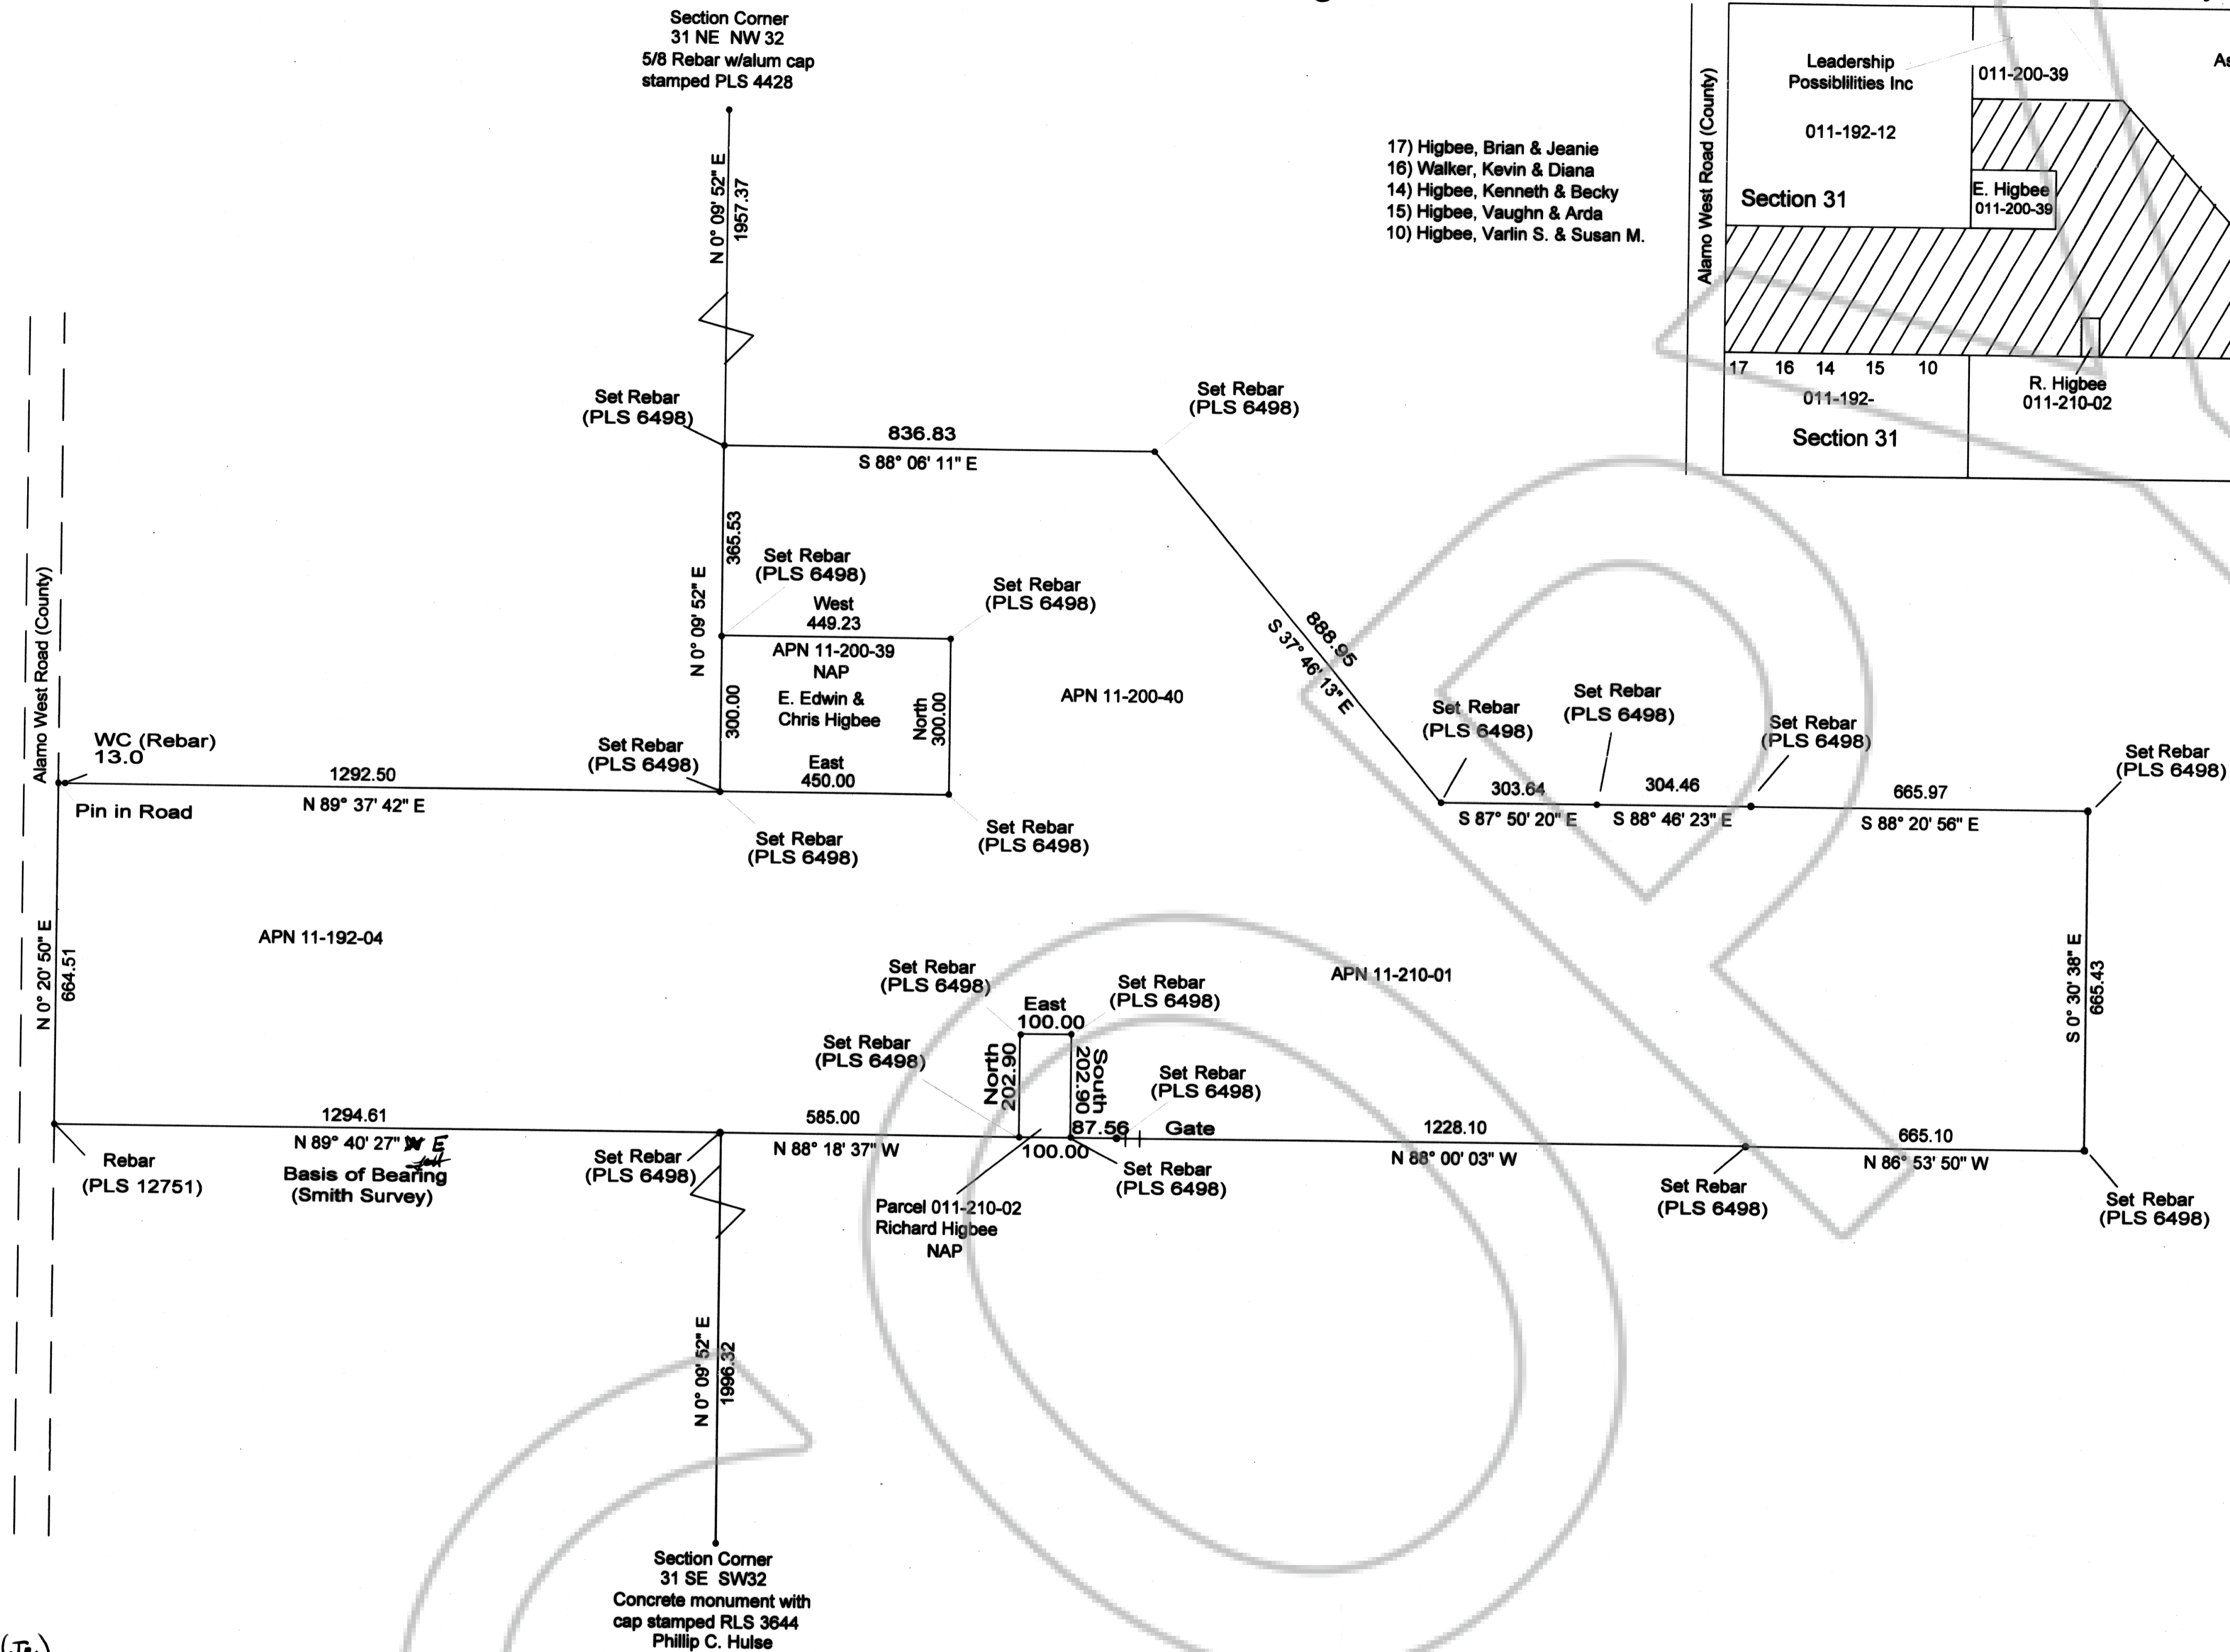 Section Corner
31 NE NW 32
5/8 Rebar w/alum cap
stamped PLS 4428
N 0° 09' 52" E
1957.37
17) Higbee, Brian & Jeanie
16) Walker, Kevin & Diana
14) Higbee, Kenneth & Becky
15) Higbee, Vaughn & Arda
10) Higbee, Varlin S. & Susan M.
Alamo West Road (County)
Leadership
Possiblilities Inc
011-192-12
Section 31
011-200-39
E. Higbee
011-200-39
17 16 14 15 10
011-192-
Section 31
R. Higbee
011-210-02
Set Rebar
(PLS 6498)
836.83
S 88° 06' 11" E
Set Rebar
(PLS 6498)
365.53
N 0° 09' 52" E
Set Rebar
(PLS 6498)
West
449.23
Set Rebar
(PLS 6498)
APN 11-200-39
NAP
E. Edwin &
Chris Higbee
300.00
North
300.00
East
450.00
APN 11-200-40
888.95
S 37° 46' 13" E
Set Rebar
(PLS 6498)
Set Rebar
(PLS 6498)
Set Rebar
(PLS 6498)
Set Rebar
(PLS 6498)
303.64
S 87° 50' 20" E
304.46
S 88° 46' 23" E
665.97
S 88° 20' 56" E
Alamo West Road (County)
WC (Rebar)
13.0
Pin in Road
1292.50
N 89° 37' 42" E
Set Rebar
(PLS 6498)
Set Rebar
(PLS 6498)
Set Rebar
(PLS 6498)
N 0° 20' 50" E
664.51
APN 11-192-04
APN 11-210-01
S 0° 30' 38" E
665.43
Set Rebar
(PLS 6498)
Set Rebar
(PLS 6498)
East
100.00
Set Rebar
(PLS 6498)
North
202.90
South
202.90
Set Rebar
(PLS 6498)
87.56
Gate
100.00
1294.61
N 89° 40' 27" E
Basis of Bearing
(Smith Survey)
Rebar
(PLS 12751)
Set Rebar
(PLS 6498)
585.00
N 88° 18' 37" W
Set Rebar
(PLS 6498)
1228.10
N 88° 00' 03" W
Set Rebar
(PLS 6498)
665.10
N 86° 53' 50" W
Set Rebar
(PLS 6498)
Parcel 011-210-02
Richard Higbee
NAP
N 0° 09' 52" E
1996.32
Section Corner
31 SE SW32
Concrete monument with
cap stamped RLS 3644
Phillip C. Hulse